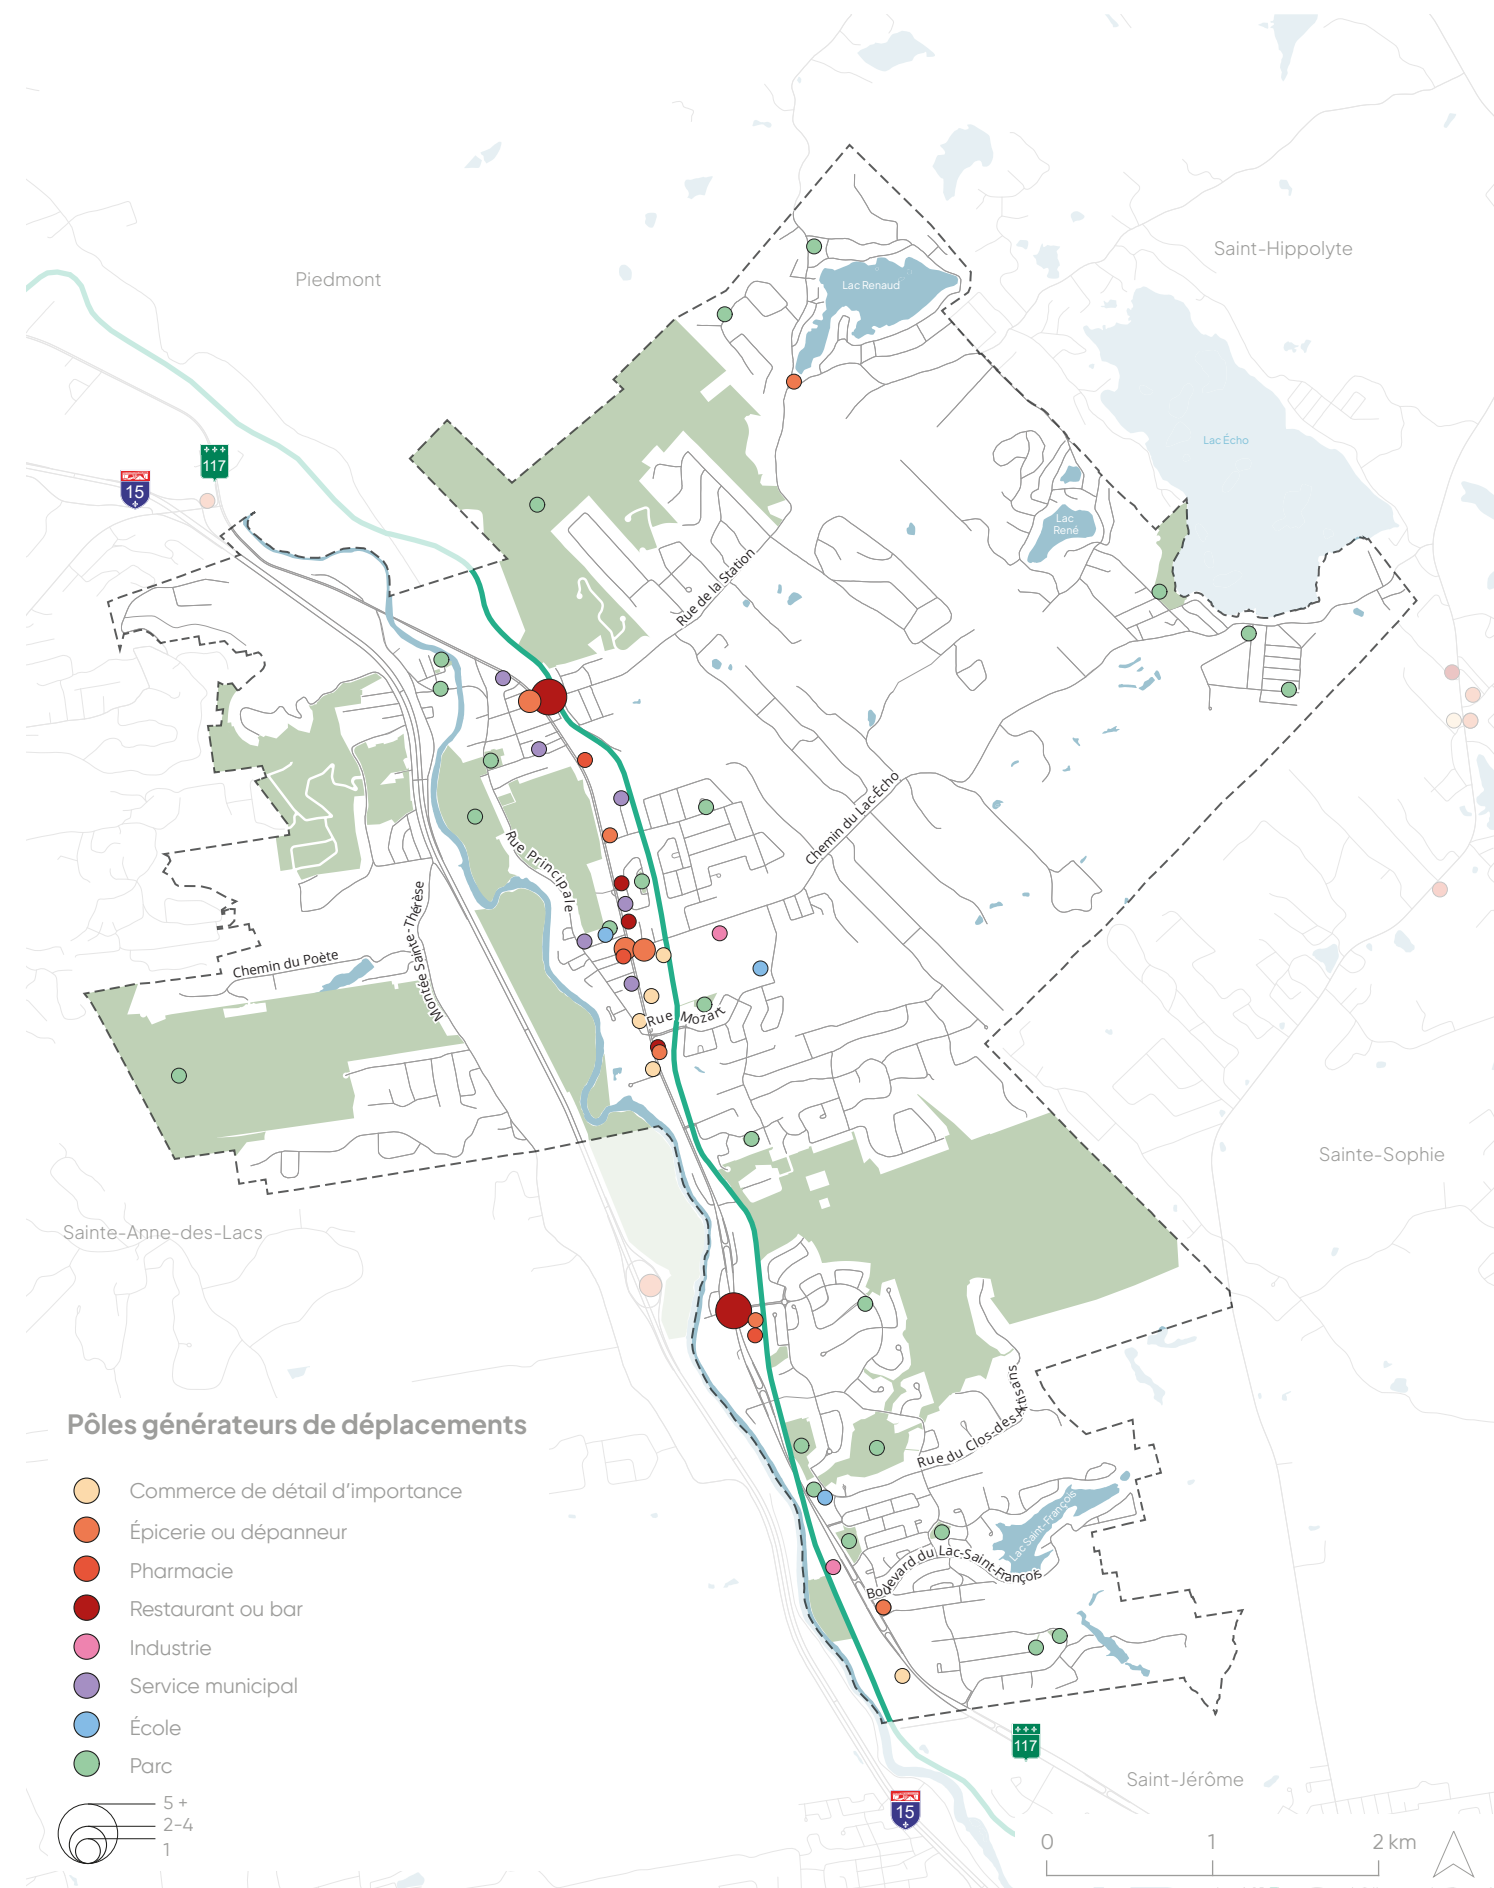 Saint-Hippolyte
Piedmont
Lac Renaud
Lac Écho
117
15
Lac
René
Rue de la Station
Chemin du Lac-Écho
Rue Principale
Montée Sainte-Thérèse
Chemin du Poète
Rue Mozart
Sainte-Sophie
Sainte-Anne-des-Lacs
Rue du Clos-des-Artisans
Lac Saint-François
Boulevard du Lac-Saint-François
Pôles générateurs de déplacements
Commerce de détail d'importance
Épicerie ou dépanneur
Pharmacie
Restaurant ou bar
Industrie
Service municipal
École
Parc
5 +
2-4
1
117
Saint-Jérôme
15
0 1 2 km